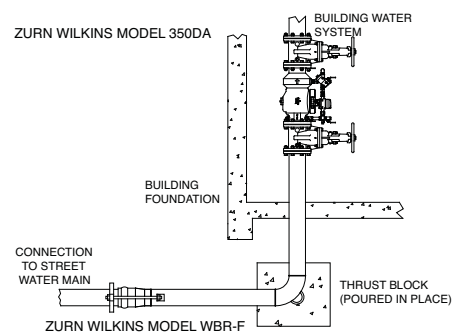 BUILDING WATER
SYSTEM
ZURN WILKINS MODEL 350DA
BUILDING
FOUNDATION
CONNECTION
TO STREET
WATER MAIN
THRUST BLOCK
(POURED IN PLACE)
ZURN WILKINS MODEL WBR-F